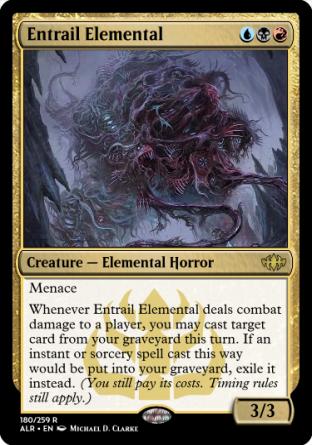 Entrail Elemental
Creature — Elemental Horror
Menace
Whenever Entrail Elemental deals combat
damage to a player, you may cast target
card from your graveyard this turn. If an
instant or sorcery spell cast this way
would be put into your graveyard, exile it
instead. (You still pay its costs. Timing rules
still apply.)
3/3
180/259 R
ALR • EN Michael D. Clarke